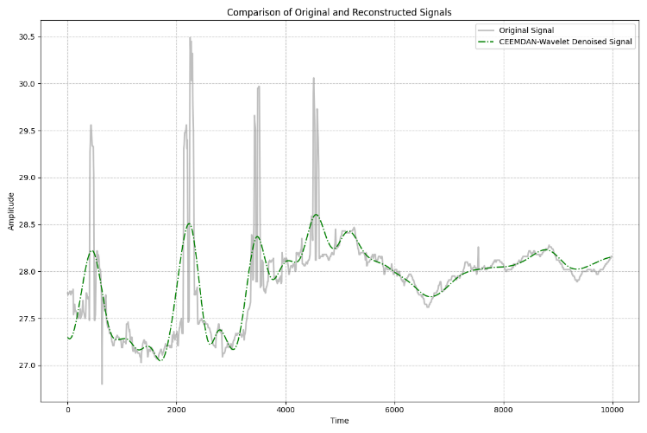 Comparison of Original and Reconstructed Signals
Original Signal
CEEMDAN-Wavelet Denoised Signal
30.5
30.0
29.5
29.0
28.5
28.0
27.5
27.0
Amplitude
0
2000
4000
6000
8000
10000
Time